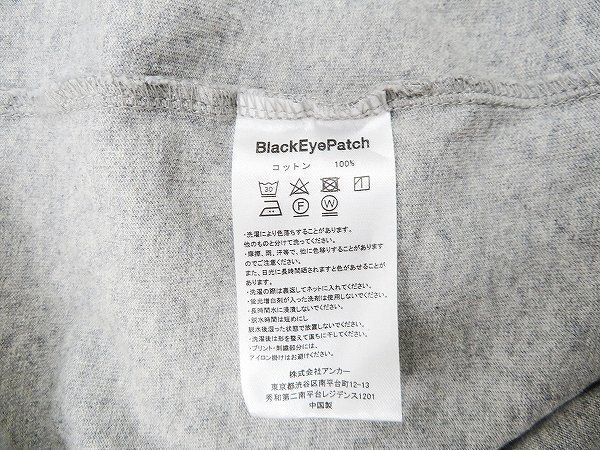 BlackEyePatch
コットン 100%
30
F W
・洗濯により色落ちすることがあります。
他のものと分けて洗ってください。
・摩擦、雨、汗等で、他に色移りすることがあります
のでご注意ください。
また、日光に長時間晒されますと色があせることが
あります。
・洗濯の際は裏返してネットに入れてください。
・蛍光増白剤が入った洗剤は使用しないでください。
・長時間水に浸漬しないでください。
・脱水時間は短めにし
脱水後湿った状態で放置しないでください。
・洗濯後は形を整えて直ちに干してください。
・プリント・刺繍部分には、
アイロン掛けはお避けください。
株式会社アンカー
東京都渋谷区南平台町12-13
秀和第二南平台レジデンス1201
中国製